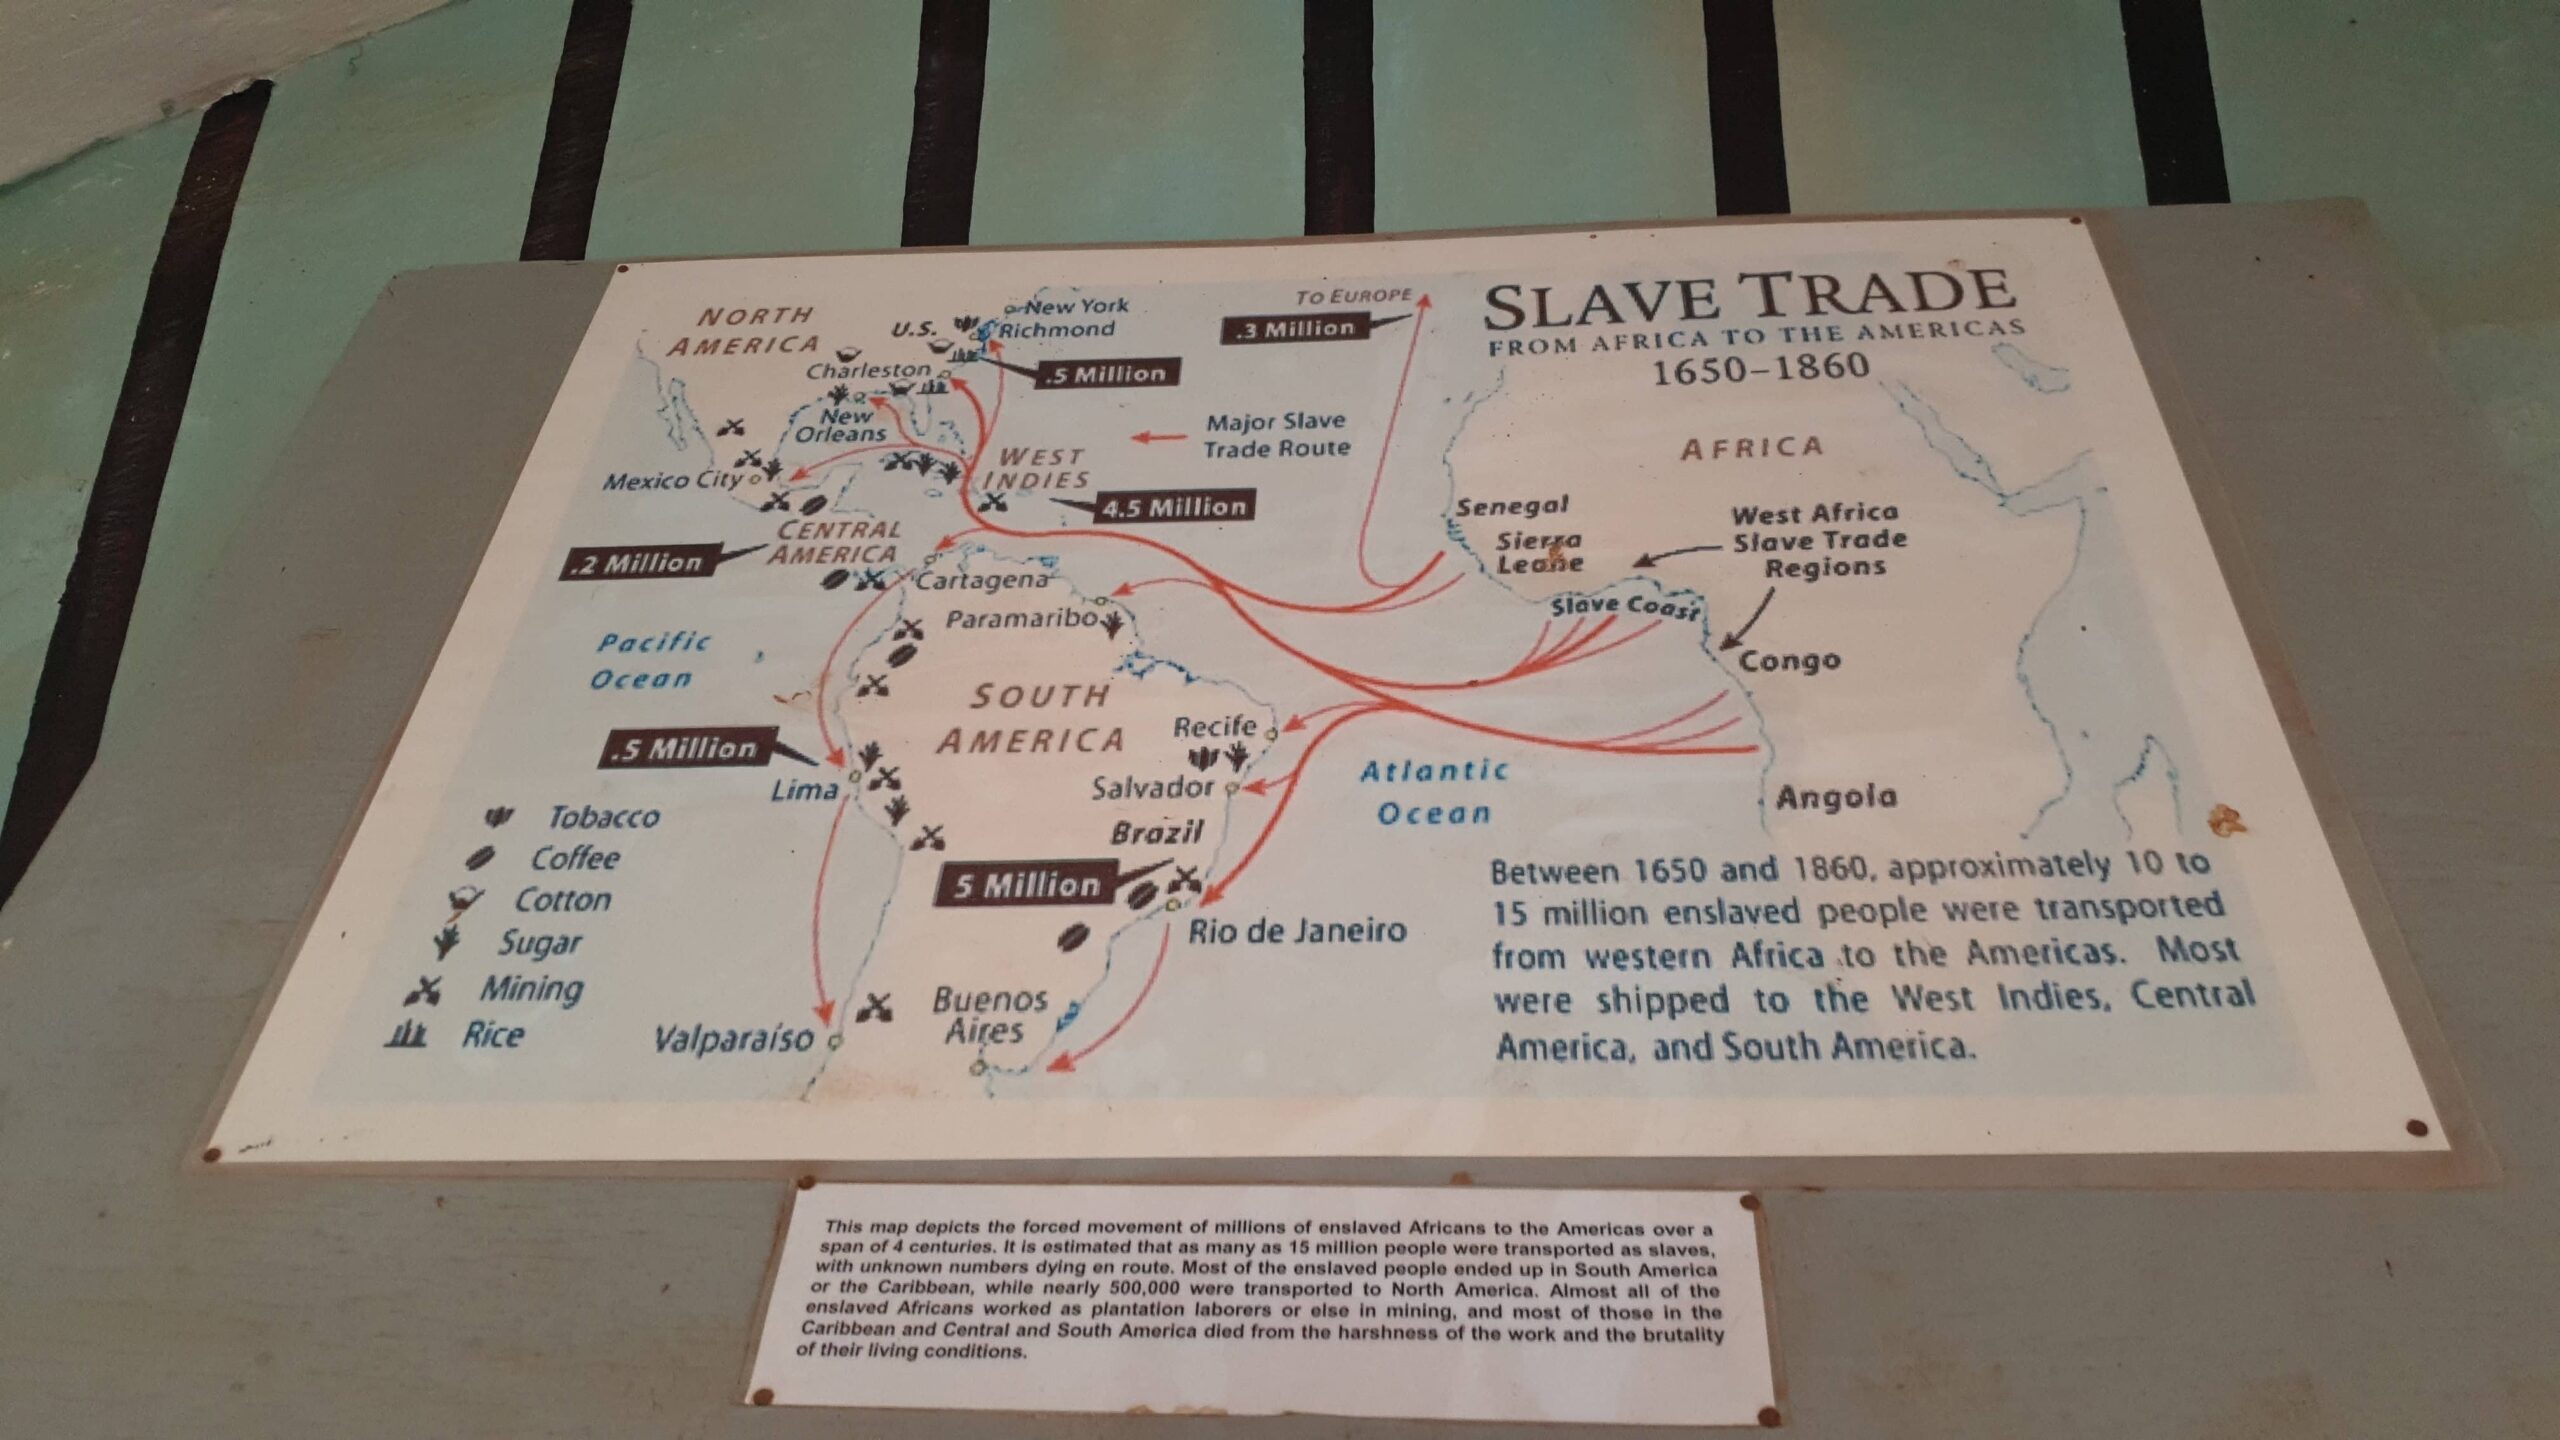 SLAVE TRADE
FROM AFRICA TO THE AMERICAS
1650–1860
NORTH
AMERICA
U.S.
New York
Richmond
.5 Million
Charleston
New
Orleans
Mexico City
WEST
INDIES
4.5 Million
CENTRAL
AMERICA
.2 Million
TO EUROPE
.3 Million
Major Slave
Trade Route
AFRICA
Senegal
Sierra
Leone
West Africa
Slave Trade
Regions
Slave Coast
Congo
Angola
Cartagena
Paramaribo
Pacific
Ocean
SOUTH
AMERICA
.5 Million
Lima
Recife
Salvador
Brazil
5 Million
Rio de Janeiro
Atlantic
Ocean
Buenos
Aires
Valparaíso
Tobacco
Coffee
Cotton
Sugar
Mining
Rice
Between 1650 and 1860, approximately 10 to
15 million enslaved people were transported
from western Africa to the Americas. Most
were shipped to the West Indies, Central
America, and South America.
This map depicts the forced movement of millions of enslaved Africans to the Americas over a
span of 4 centuries. It is estimated that as many as 15 million people were transported as slaves,
with unknown numbers dying en route. Most of the enslaved people ended up in South America
or the Caribbean, while nearly 500,000 were transported to North America. Almost all of the
enslaved Africans worked as plantation laborers or else in mining, and most of those in the
Caribbean and Central and South America died from the harshness of the work and the brutality
of their living conditions.